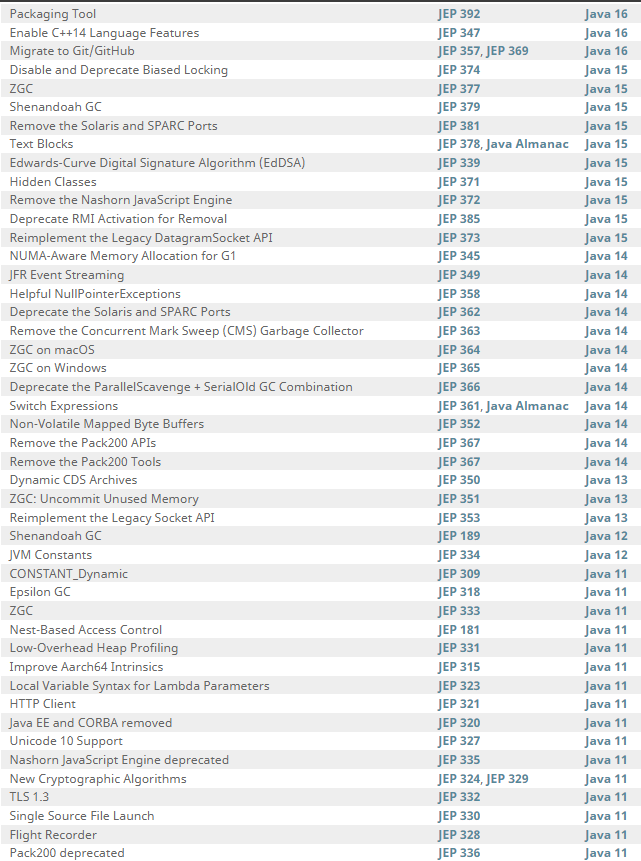 Packaging Tool JEP 392 Java 16
Enable C++14 Language Features JEP 347 Java 16
Migrate to Git/GitHub JEP 357, JEP 369 Java 16
Disable and Deprecate Biased Locking JEP 374 Java 15
ZGC JEP 377 Java 15
Shenandoah GC JEP 379 Java 15
Remove the Solaris and SPARC Ports JEP 381 Java 15
Text Blocks JEP 378, Java Almanac Java 15
Edwards-Curve Digital Signature Algorithm (EdDSA) JEP 339 Java 15
Hidden Classes JEP 371 Java 15
Remove the Nashorn JavaScript Engine JEP 372 Java 15
Deprecate RMI Activation for Removal JEP 385 Java 15
Reimplement the Legacy DatagramSocket API JEP 373 Java 15
NUMA-Aware Memory Allocation for G1 JEP 345 Java 14
JFR Event Streaming JEP 349 Java 14
Helpful NullPointerExceptions JEP 358 Java 14
Deprecate the Solaris and SPARC Ports JEP 362 Java 14
Remove the Concurrent Mark Sweep (CMS) Garbage Collector JEP 363 Java 14
ZGC on macOS JEP 364 Java 14
ZGC on Windows JEP 365 Java 14
Deprecate the ParallelScavenge + SerialOld GC Combination JEP 366 Java 14
Switch Expressions JEP 361, Java Almanac Java 14
Non-Volatile Mapped Byte Buffers JEP 352 Java 14
Remove the Pack200 APIs JEP 367 Java 14
Remove the Pack200 Tools JEP 367 Java 14
Dynamic CDS Archives JEP 350 Java 13
ZGC: Uncommit Unused Memory JEP 351 Java 13
Reimplement the Legacy Socket API JEP 353 Java 13
Shenandoah GC JEP 189 Java 12
JVM Constants JEP 334 Java 12
CONSTANT_Dynamic JEP 309 Java 11
Epsilon GC JEP 318 Java 11
ZGC JEP 333 Java 11
Nest-Based Access Control JEP 181 Java 11
Low-Overhead Heap Profiling JEP 331 Java 11
Improve Aarch64 Intrinsics JEP 315 Java 11
Local Variable Syntax for Lambda Parameters JEP 323 Java 11
HTTP Client JEP 321 Java 11
Java EE and CORBA removed JEP 320 Java 11
Unicode 10 Support JEP 327 Java 11
Nashorn JavaScript Engine deprecated JEP 335 Java 11
New Cryptographic Algorithms JEP 324, JEP 329 Java 11
TLS 1.3 JEP 332 Java 11
Single Source File Launch JEP 330 Java 11
Flight Recorder JEP 328 Java 11
Pack200 deprecated JEP 336 Java 11